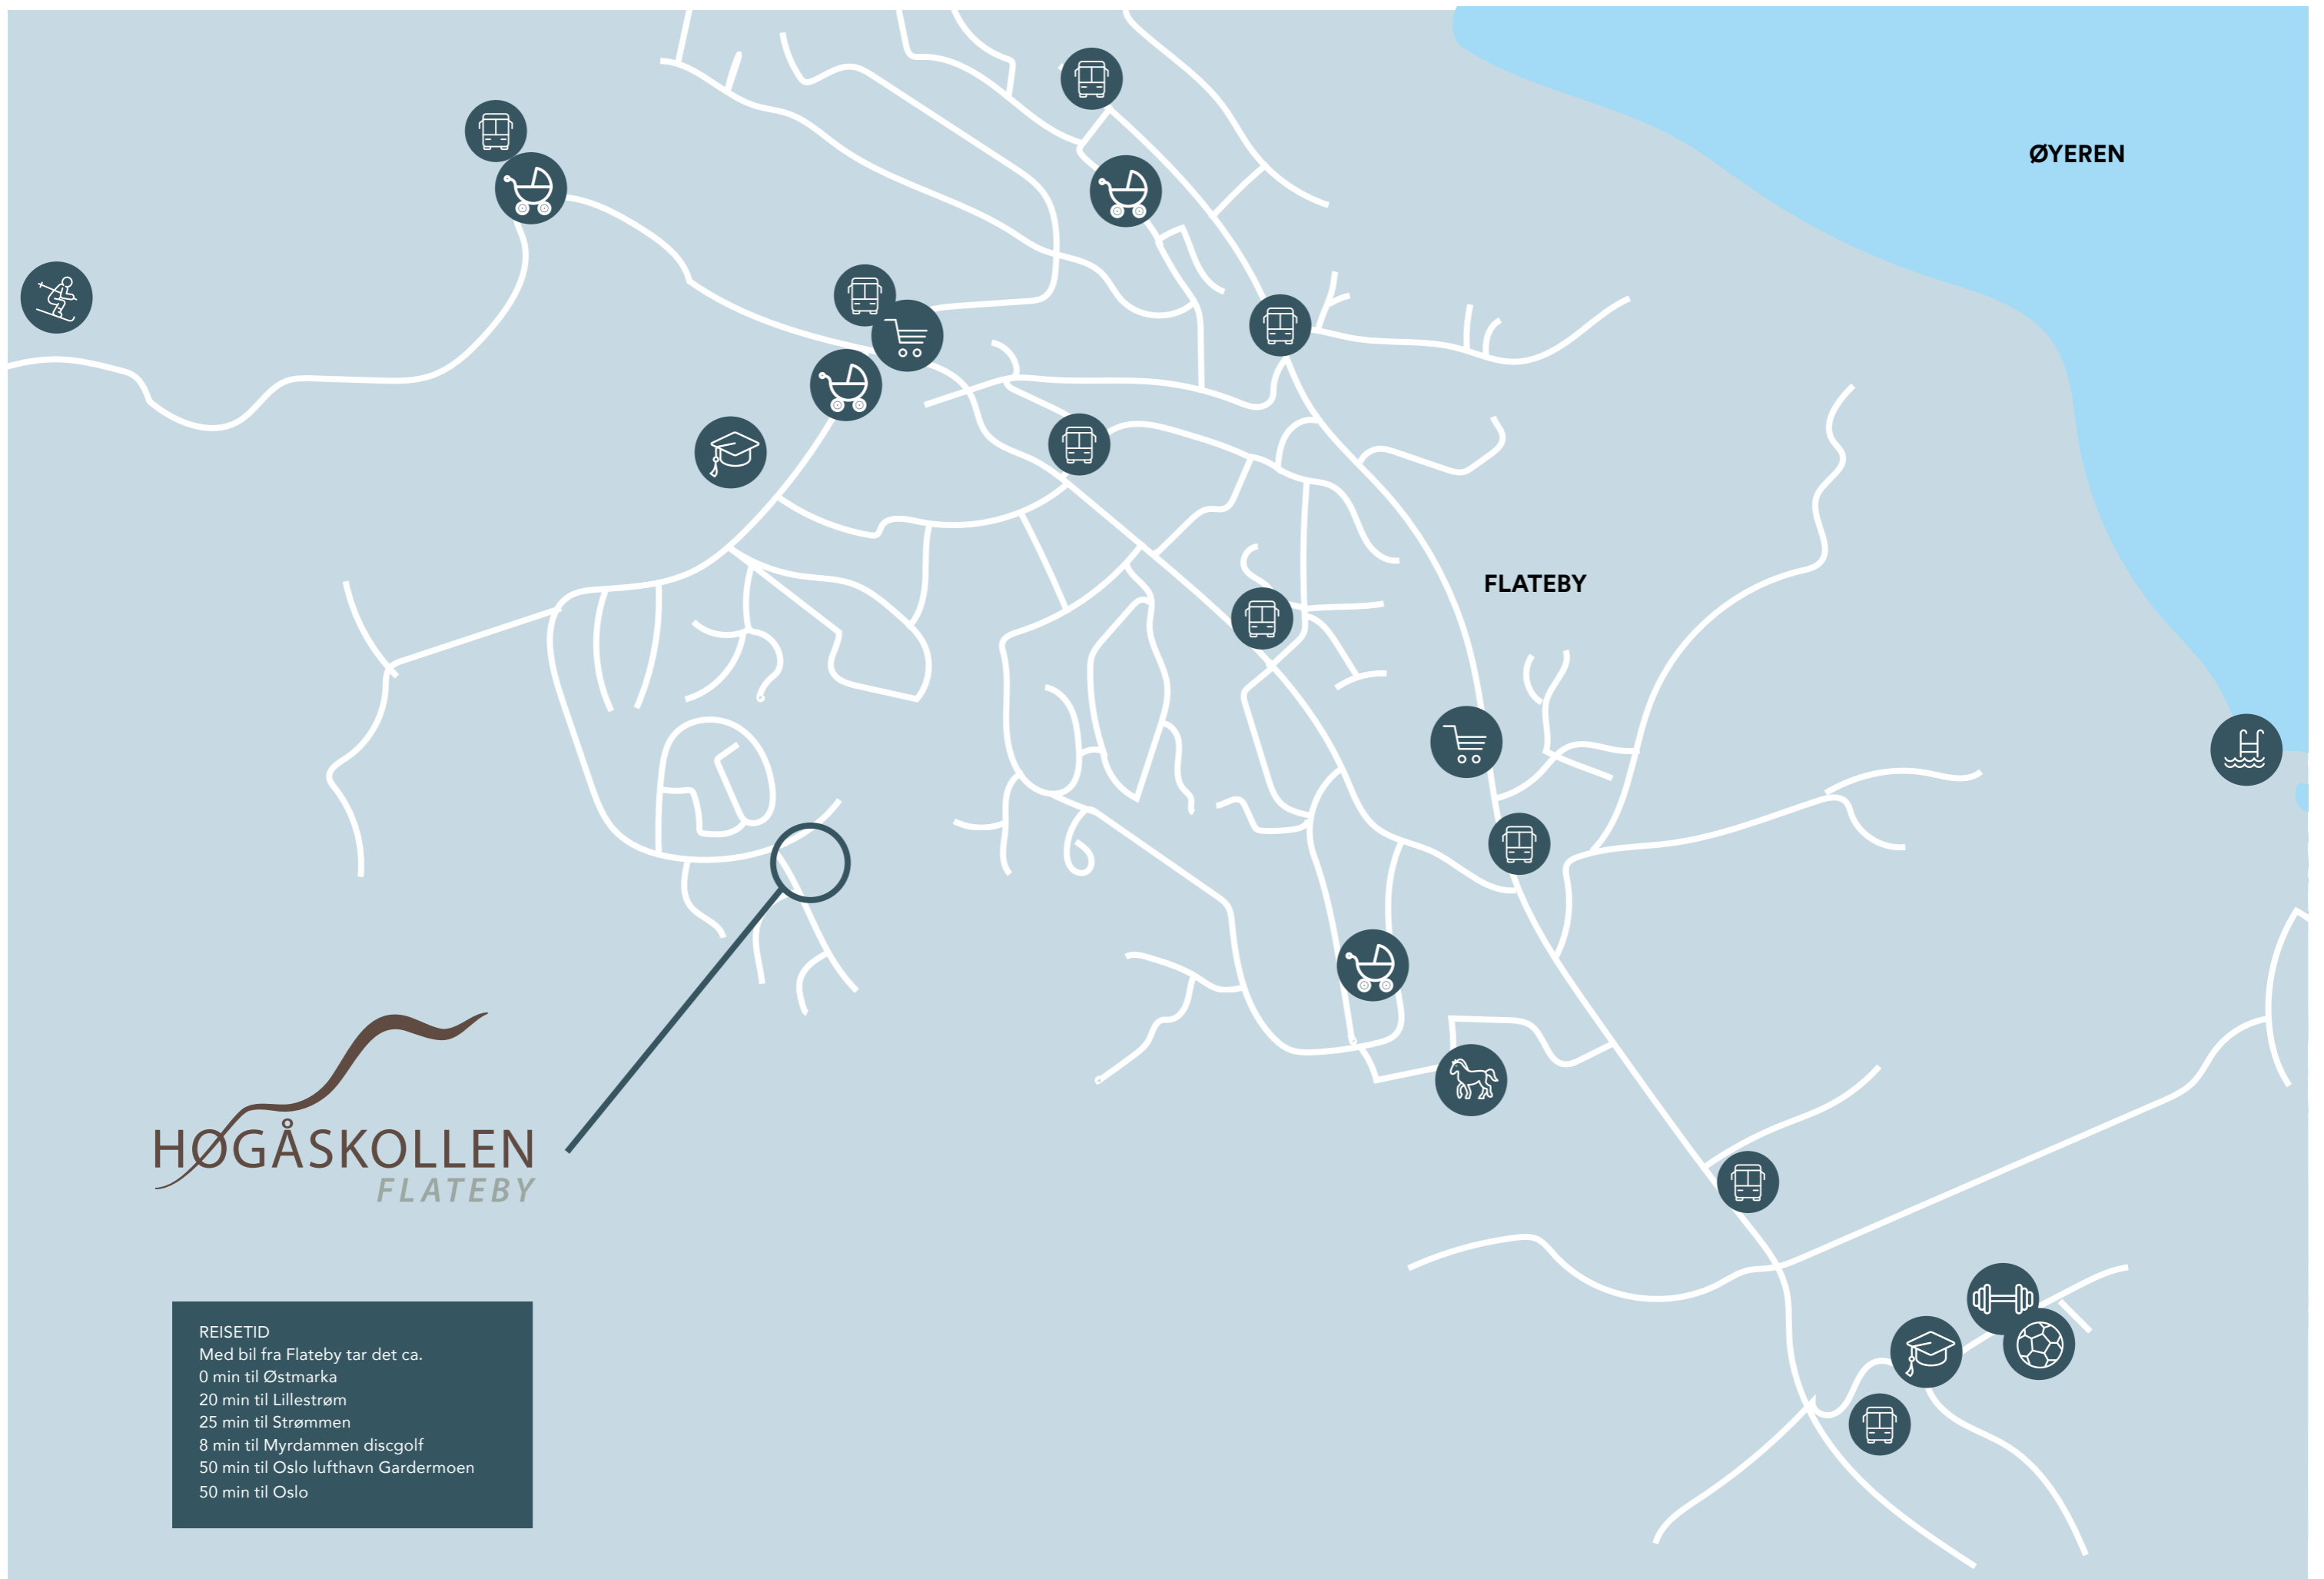 ØYEREN
FLATEBY
HØGÅSKOLLEN
FLATEBY
REISETID
Med bil fra Flateby tar det ca.
0 min til Østmarka
20 min til Lillestrøm
25 min til Strømmen
8 min til Myrdammen discgolf
50 min til Oslo lufthavn Gardermoen
50 min til Oslo